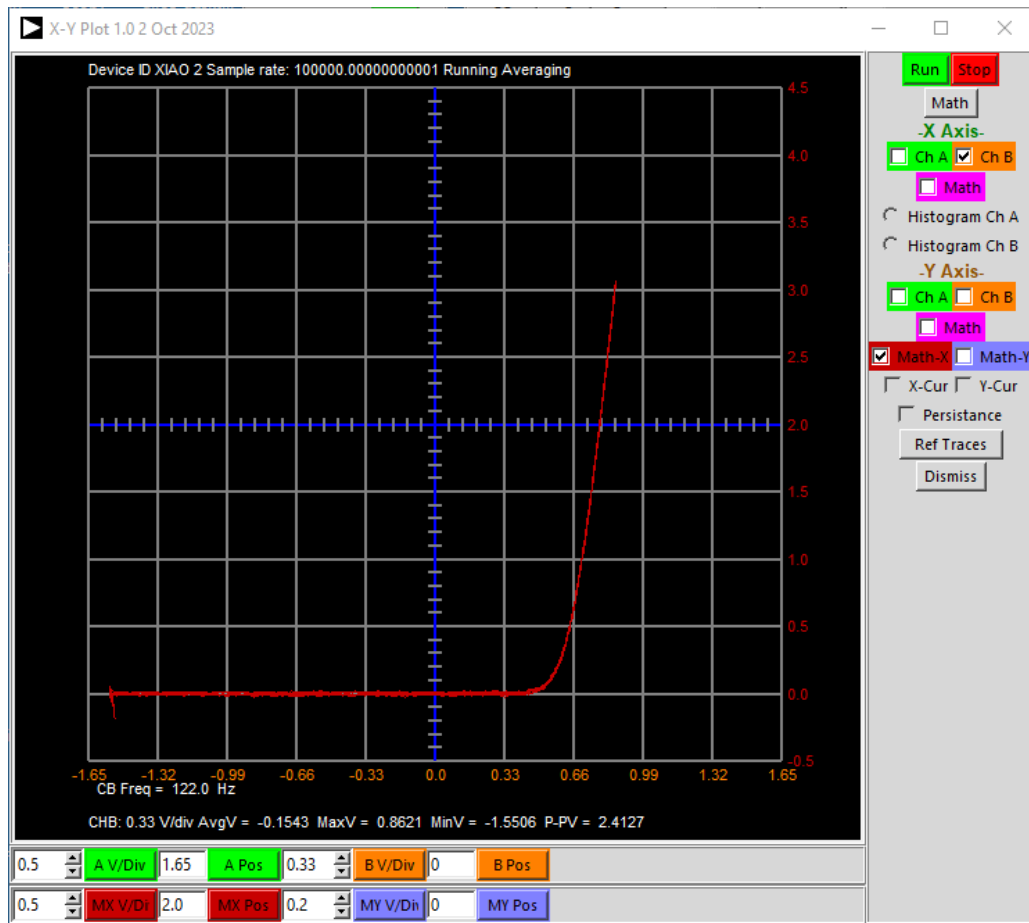 X-Y Plot 1.0 2 Oct 2023
Device ID XIAO 2 Sample rate: 100000.00000000001 Running Averaging
4.5
4.0
3.5
3.0
2.5
2.0
1.5
1.0
0.5
0.0
-0.5
-1.65 -1.32 -0.99 -0.66 -0.33 0.0 0.33 0.66 0.99 1.32 1.65
CB Freq = 122.0 Hz
CHB: 0.33 V/div AvgV = -0.1543 MaxV = 0.8621 MinV = -1.5506 P-PV = 2.4127
Run Stop
Math
-X Axis-
Ch A Ch B
Math
Histogram Ch A
Histogram Ch B
-Y Axis-
Ch A Ch B
Math
Math-X Math-Y
X-Cur Y-Cur
Persistance
Ref Traces
Dismiss
0.5 A V/Div 1.65 A Pos 0.33 B V/Div 0 B Pos
0.5 MX V/Di 2.0 MX Pos 0.2 MY V/Di 0 MY Pos